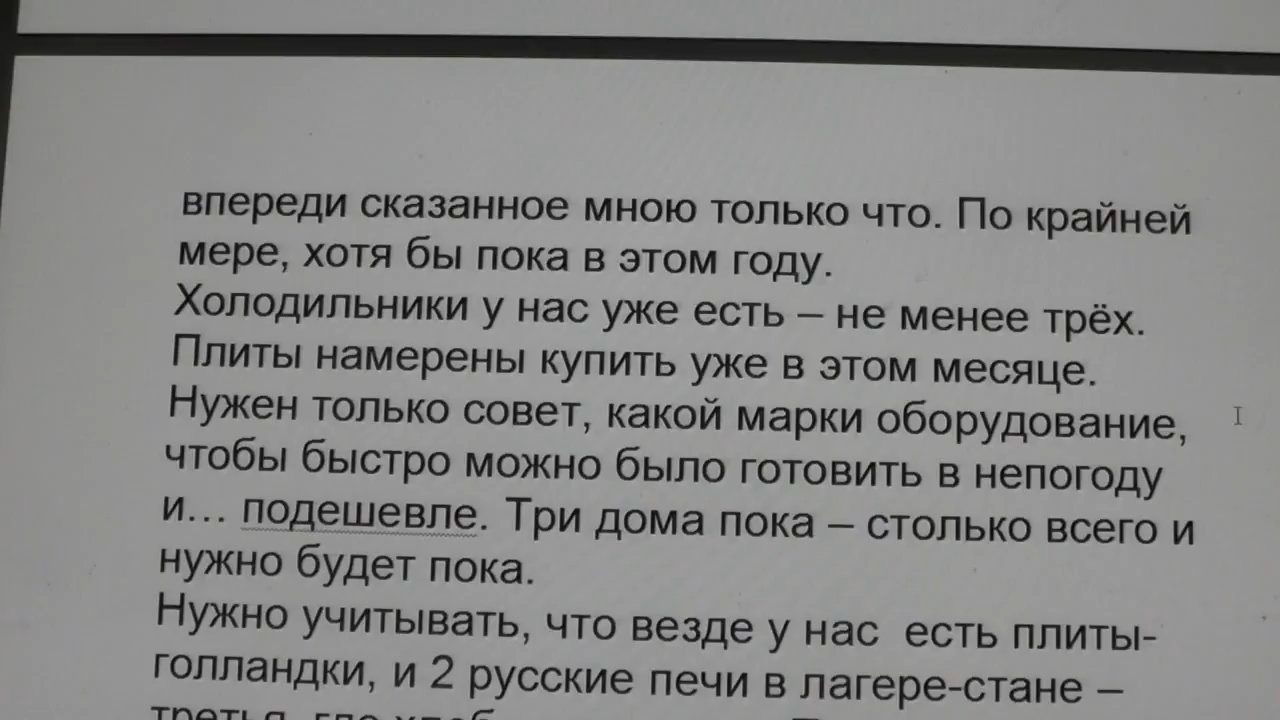 впереди сказанное мною только что. По крайней
мере, хотя бы пока в этом году.
Холодильники у нас уже есть – не менее трёх.
Плиты намерены купить уже в этом месяце.
Нужен только совет, какой марки оборудование,
чтобы быстро можно было готовить в непогоду
и… подешевле. Три дома пока – столько всего и
нужно будет пока.
Нужно учитывать, что везде у нас  есть плиты-
голландки, и 2 русские печи в лагере-стане –
третья, где